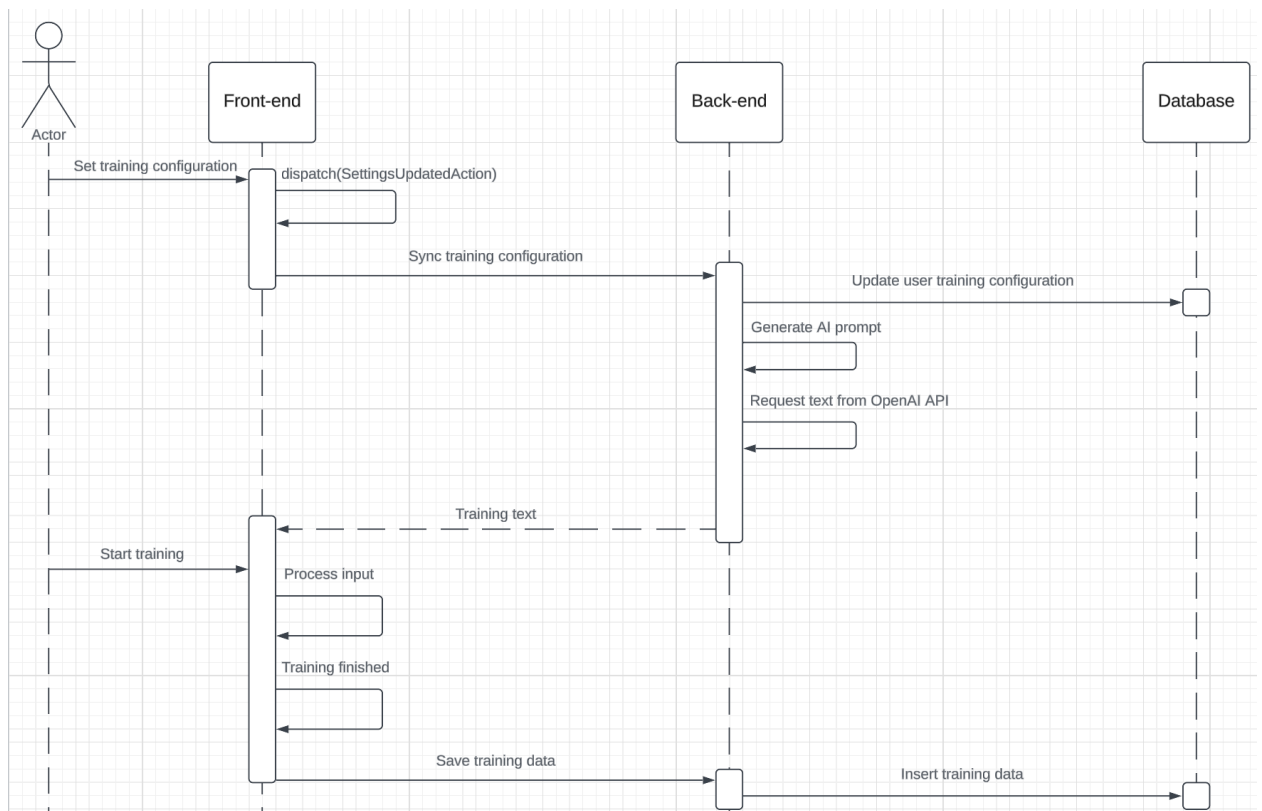 Front-end
Back-end
Database
Actor
Set training configuration
dispatch(SettingsUpdatedAction)
Sync training configuration
Update user training configuration
Generate AI prompt
Request text from OpenAI API
Training text
Start training
Process input
Training finished
Save training data
Insert training data